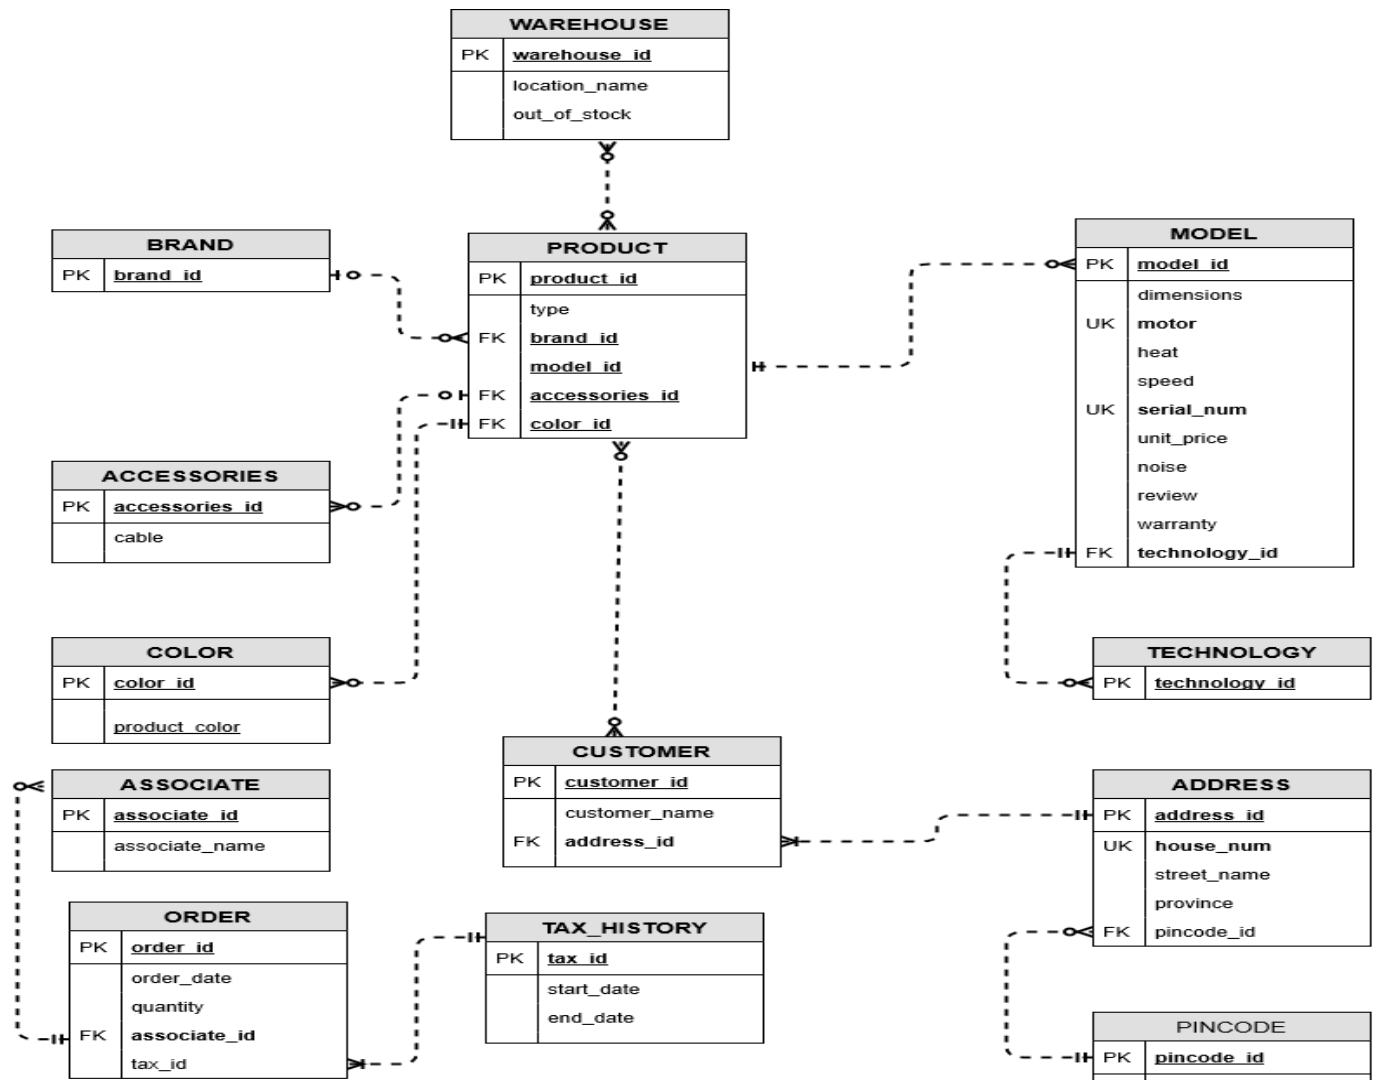 WAREHOUSE
PK warehouse_id
location_name
out_of_stock
BRAND
PK brand_id
PRODUCT
PK product_id
type
FK brand_id
model_id
FK accessories_id
FK color_id
MODEL
PK model_id
dimensions
UK motor
heat
speed
UK serial_num
unit_price
noise
review
warranty
FK technology_id
ACCESSORIES
PK accessories_id
cable
COLOR
PK color_id
product_color
TECHNOLOGY
PK technology_id
ASSOCIATE
PK associate_id
associate_name
CUSTOMER
PK customer_id
customer_name
FK address_id
ADDRESS
PK address_id
UK house_num
street_name
province
FK pincode_id
ORDER
PK order_id
order_date
quantity
FK associate_id
tax_id
TAX_HISTORY
PK tax_id
start_date
end_date
PINCODE
PK pincode_id